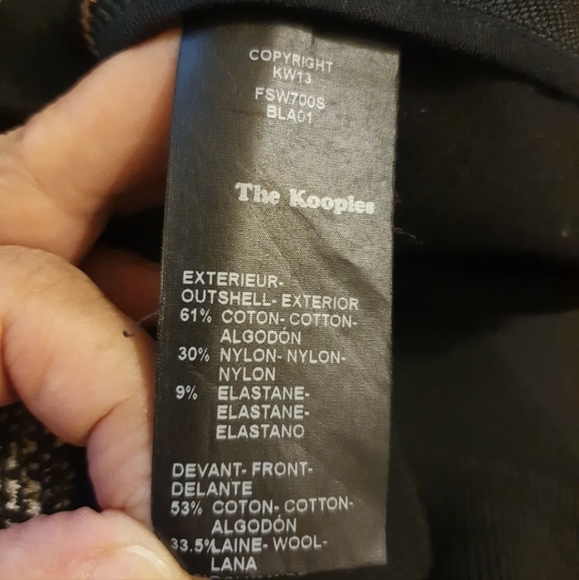 COPYRIGHT
KW13
FSW700S
BLA01
The Kooples
EXTERIEUR-
OUTSHELL- EXTERIOR
61% COTON- COTTON-
ALGODÓN
30% NYLON- NYLON-
NYLON
9% ELASTANE-
ELASTANE-
ELASTANO
DEVANT- FRONT-
DELANTE
53% COTON- COTTON-
ALGODÓN
33.5%LAINE- WOOL-
LANA